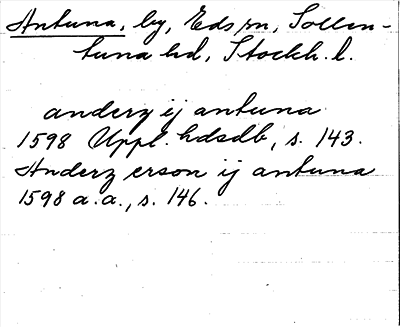 Antuna, by, Eds sn, Sollen-
tuna hd, Stockh. l.
anderz ij antuna
1598 Uppl. hdsdb, s. 143.
Anderz erson ij antuna
1598 a.a., s. 146.